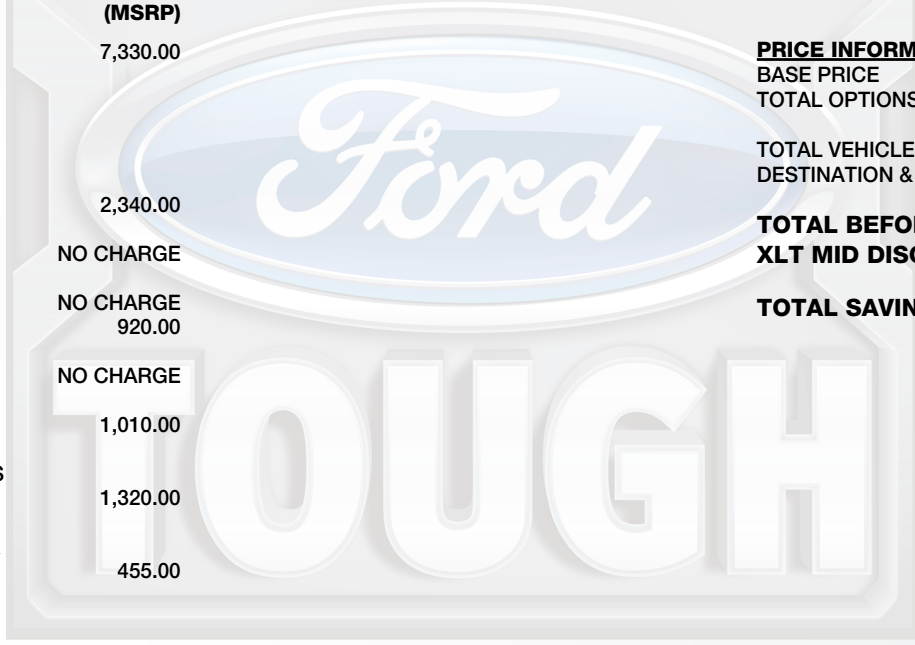 (MSRP)
7,330.00
2,340.00
NO CHARGE
NO CHARGE
920.00
NO CHARGE
1,010.00
S
1,320.00
455.00
PRICE INFORM
BASE PRICE
TOTAL OPTIONS
TOTAL VEHICLE
DESTINATION &
TOTAL BEFO
XLT MID DISC
TOTAL SAVIN
Ford
TOUGH